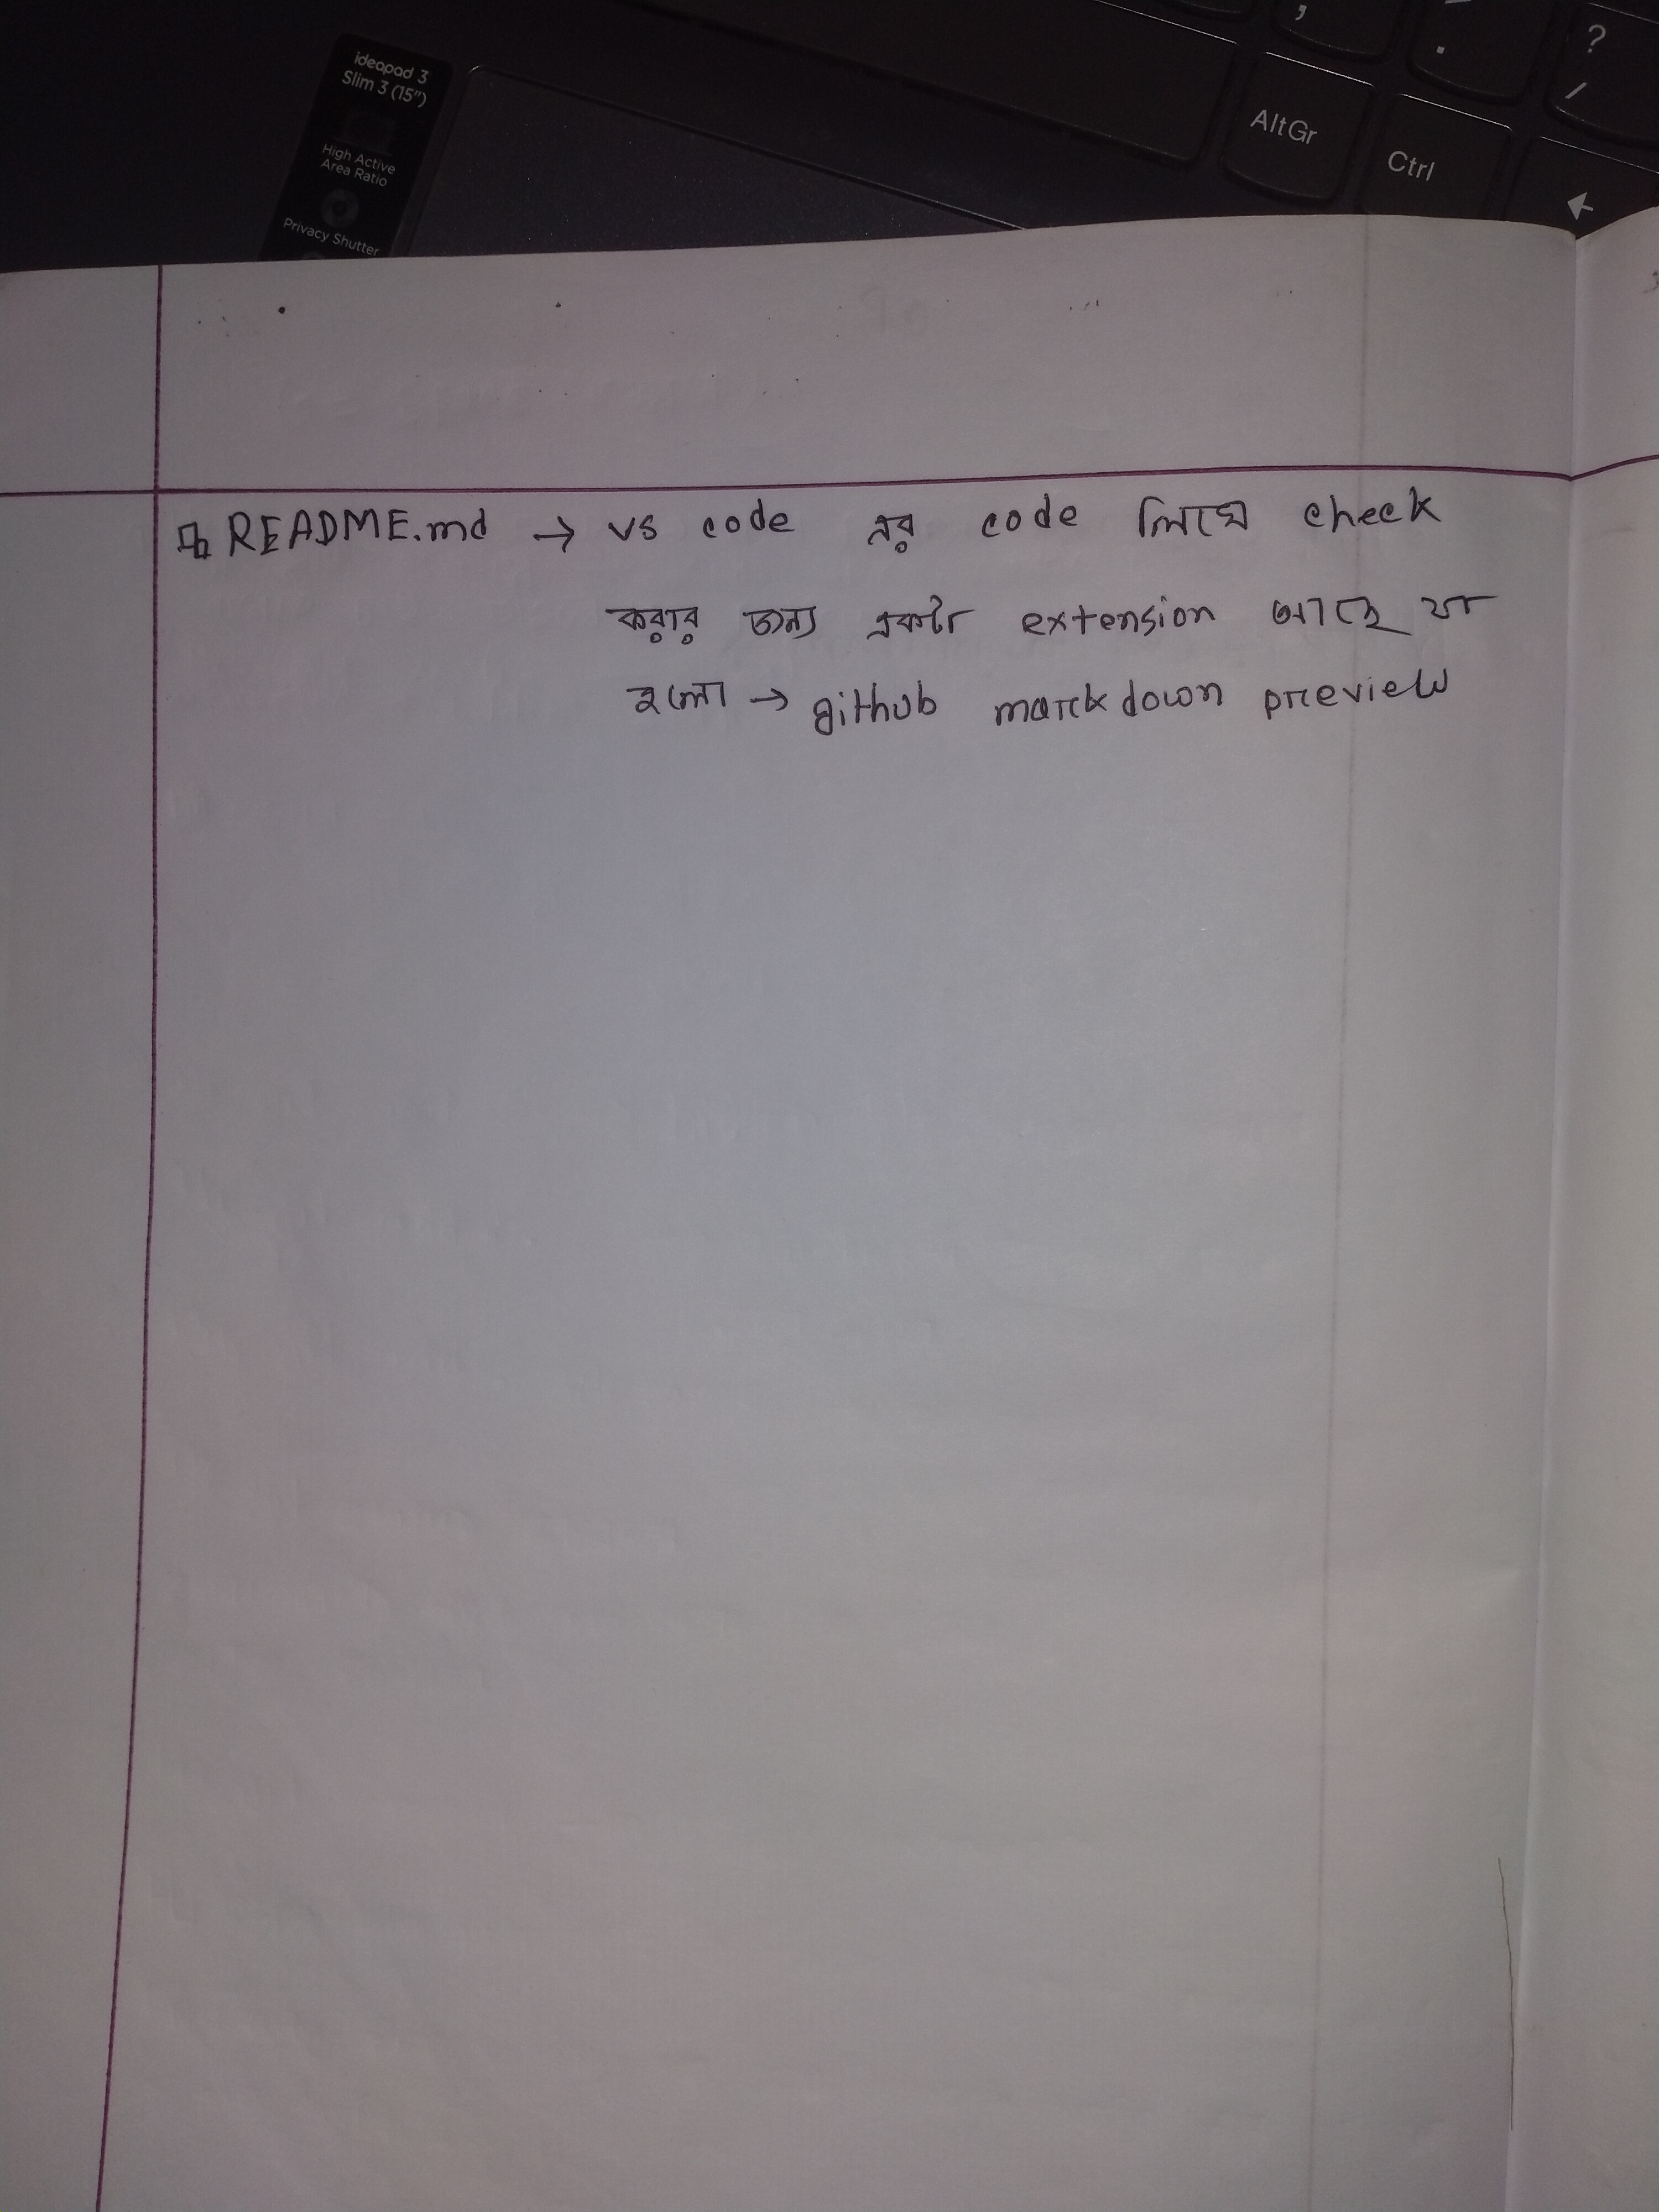 ideapad 3
Slim 3 (15")
High Active
Area Ratio
Privacy Shutter
,
.
?
/
AltGr
Ctrl
←
README.md → vs code এর code লিখে check
করার জন্য একটা extension আছে যা
হলো → github markdown preview